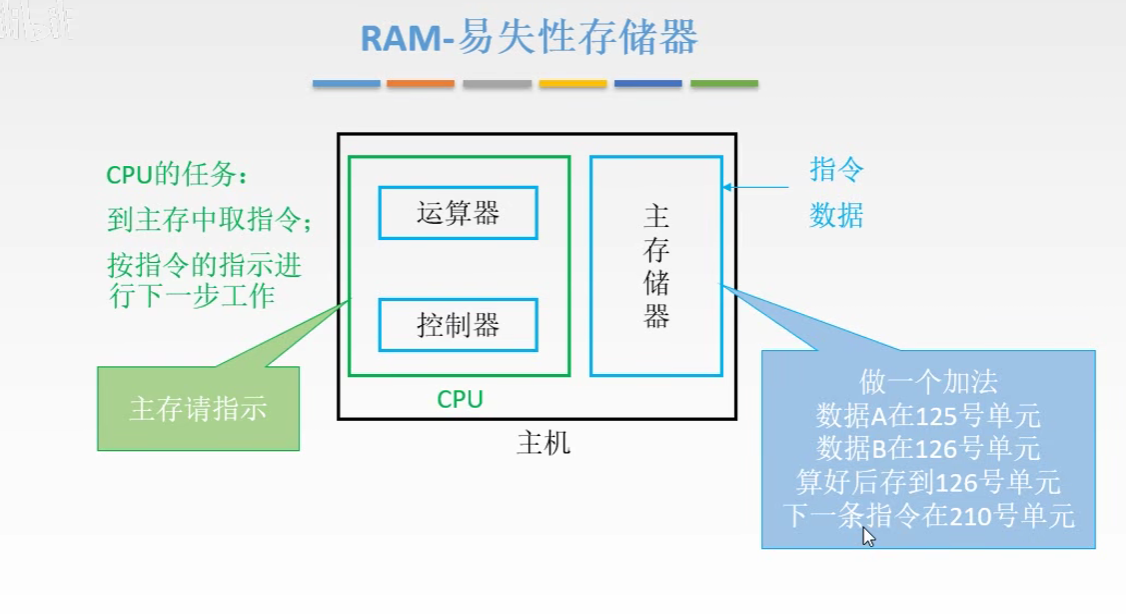 RAM-易失性存储器
CPU的任务：
到主存中取指令；
按指令的指示进
行下一步工作
主存请指示
运算器
控制器
CPU
主
存
储
器
主机
指令
数据
做一个加法
数据A在125号单元
数据B在126号单元
算好后存到126号单元
下一条指令在210号单元